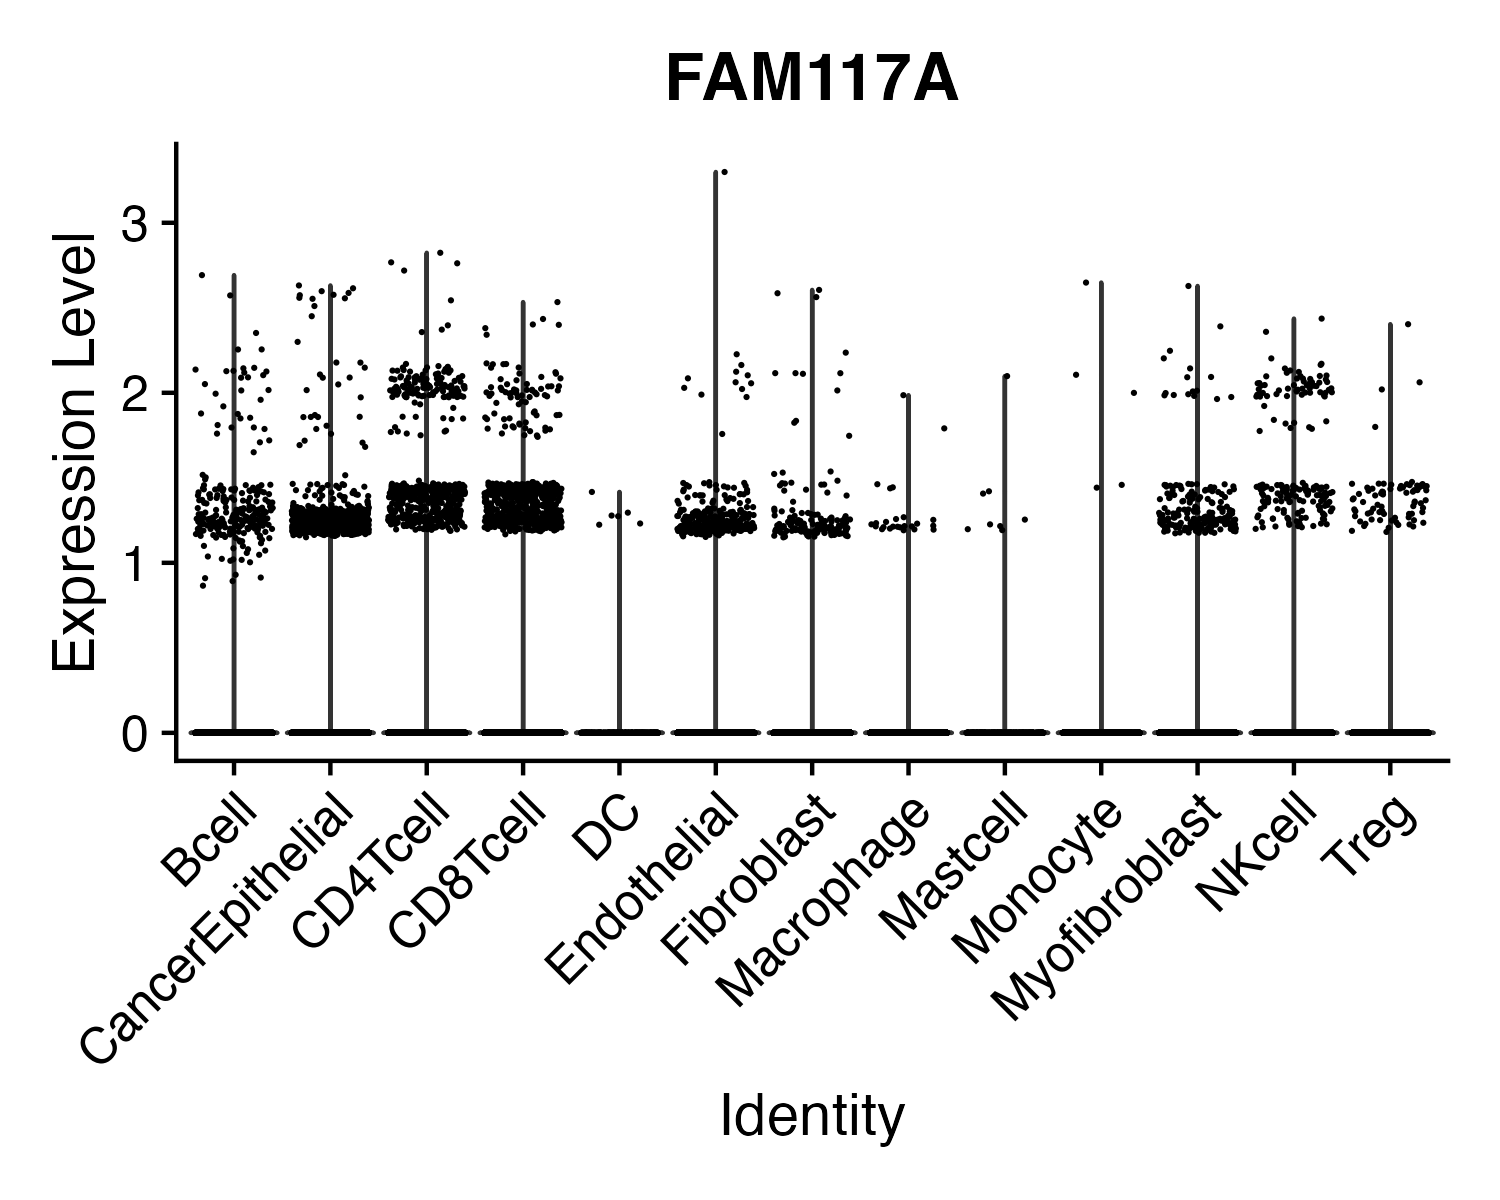 FAM117A
Expression Level
3
2
1
0
Bcell
CancerEpithelial
CD4Tcell
CD8Tcell
DC
Endothelial
Fibroblast
Macrophage
Mastcell
Monocyte
Myofibroblast
NKcell
Treg
Identity